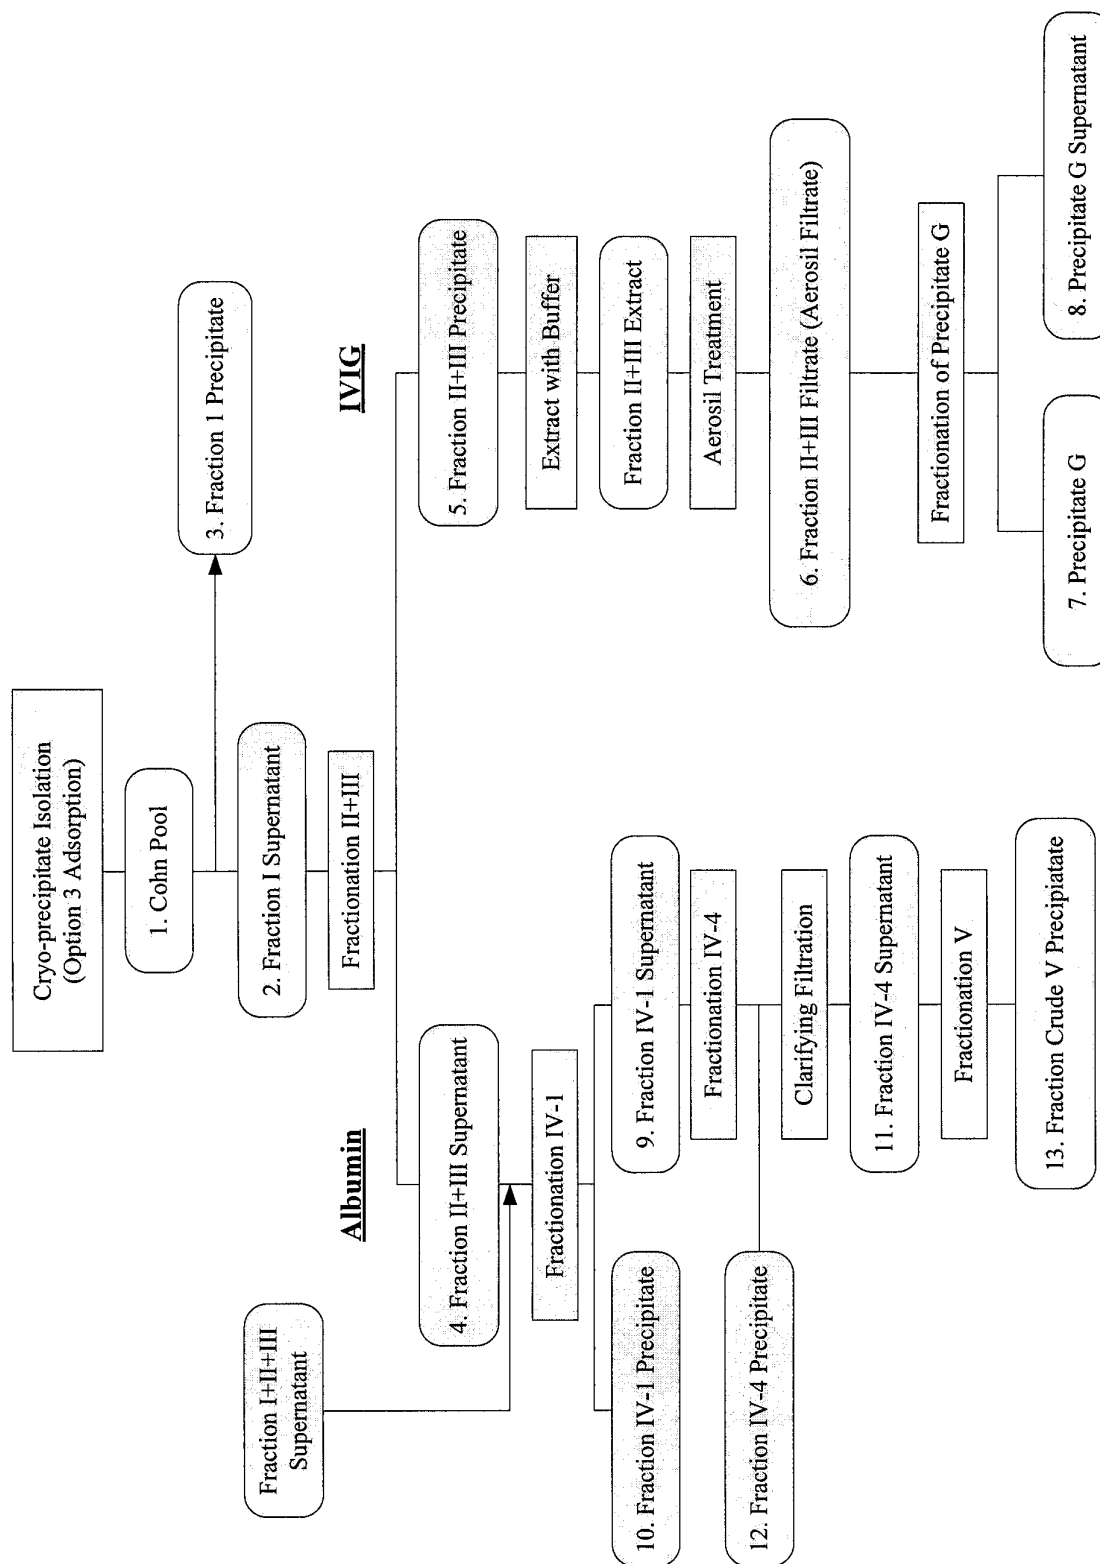 Cryo-precipitate Isolation
(Option 3 Adsorption)
1. Cohn Pool
3. Fraction 1 Precipitate
2. Fraction I Supernatant
Fractionation II+III
Albumin
IVIG
Fraction I+II+III
Supernatant
4. Fraction II+III Supernatant
5. Fraction II+III Precipitate
Fractionation IV-1
Extract with Buffer
10. Fraction IV-1 Precipitate
9. Fraction IV-1 Supernatant
Fraction II+III Extract
Fractionation IV-4
Aerosil Treatment
12. Fraction IV-4 Precipitate
Clarifying Filtration
6. Fraction II+III Filtrate (Aerosil Filtrate)
11. Fraction IV-4 Supernatant
Fractionation V
Fractionation of Precipitate G
13. Fraction Crude V Precipiatate
7. Precipitate G
8. Precipitate G Supernatant